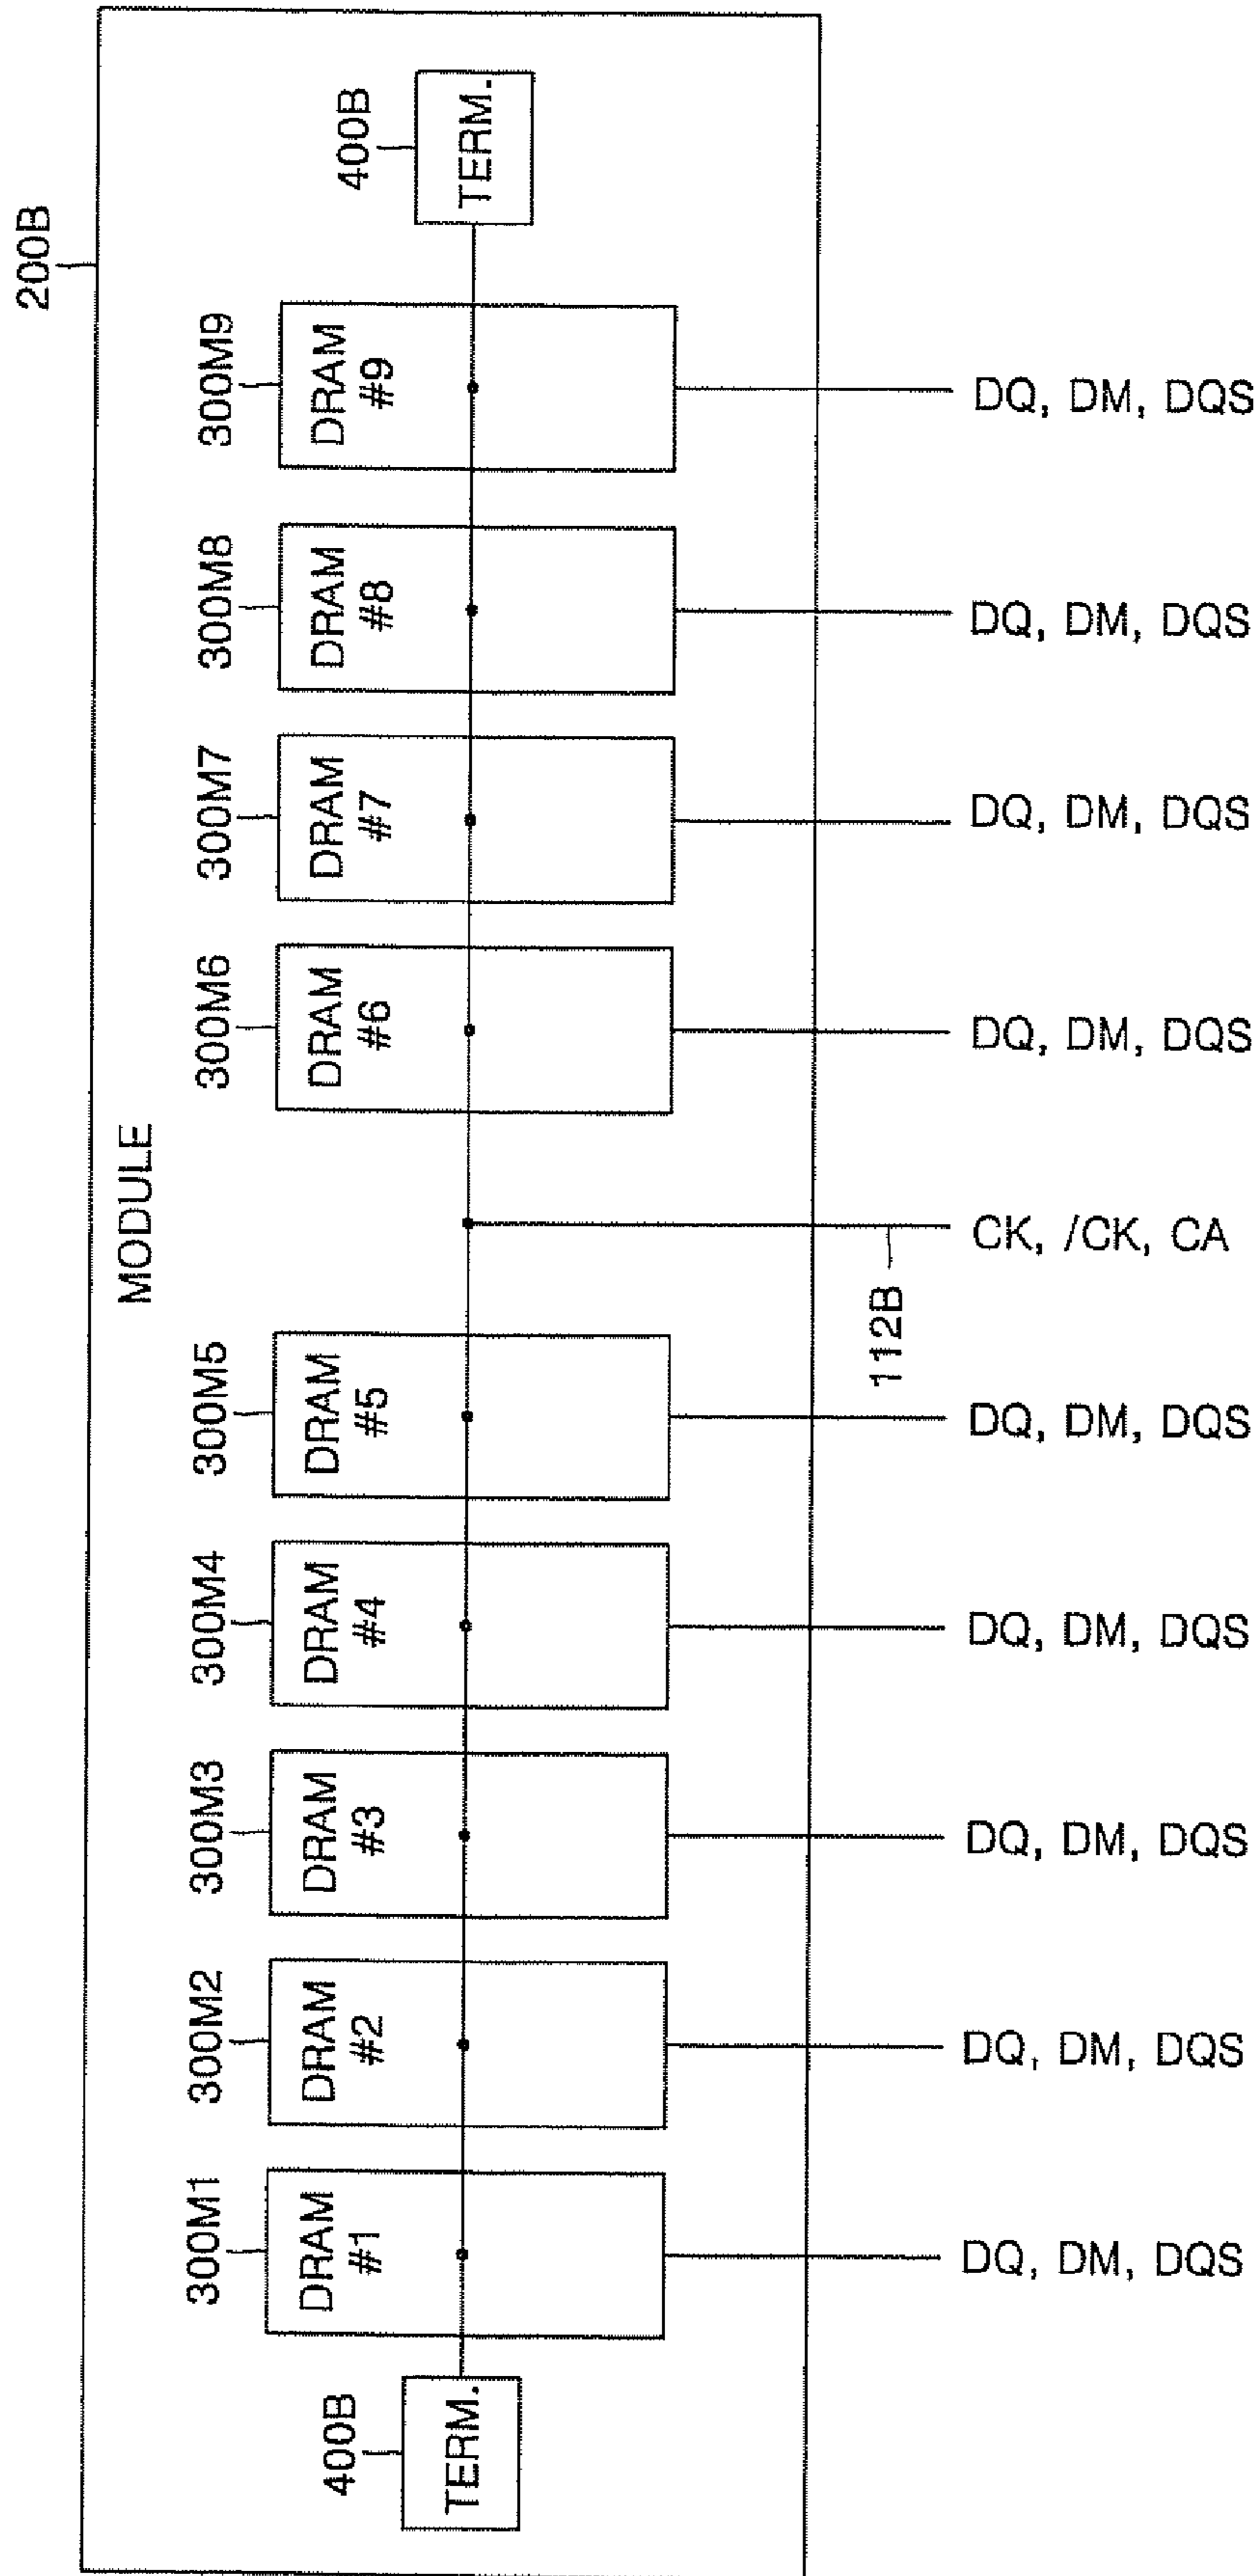 200B
400B
TERM.
300M9
DRAM
#9
DQ, DM, DQS
300M8
DRAM
#8
DQ, DM, DQS
300M7
DRAM
#7
DQ, DM, DQS
300M6
DRAM
#6
DQ, DM, DQS
MODULE
CK, /CK, CA
112B
300M5
DRAM
#5
DQ, DM, DQS
300M4
DRAM
#4
DQ, DM, DQS
300M3
DRAM
#3
DQ, DM, DQS
300M2
DRAM
#2
DQ, DM, DQS
300M1
DRAM
#1
DQ, DM, DQS
400B
TERM.